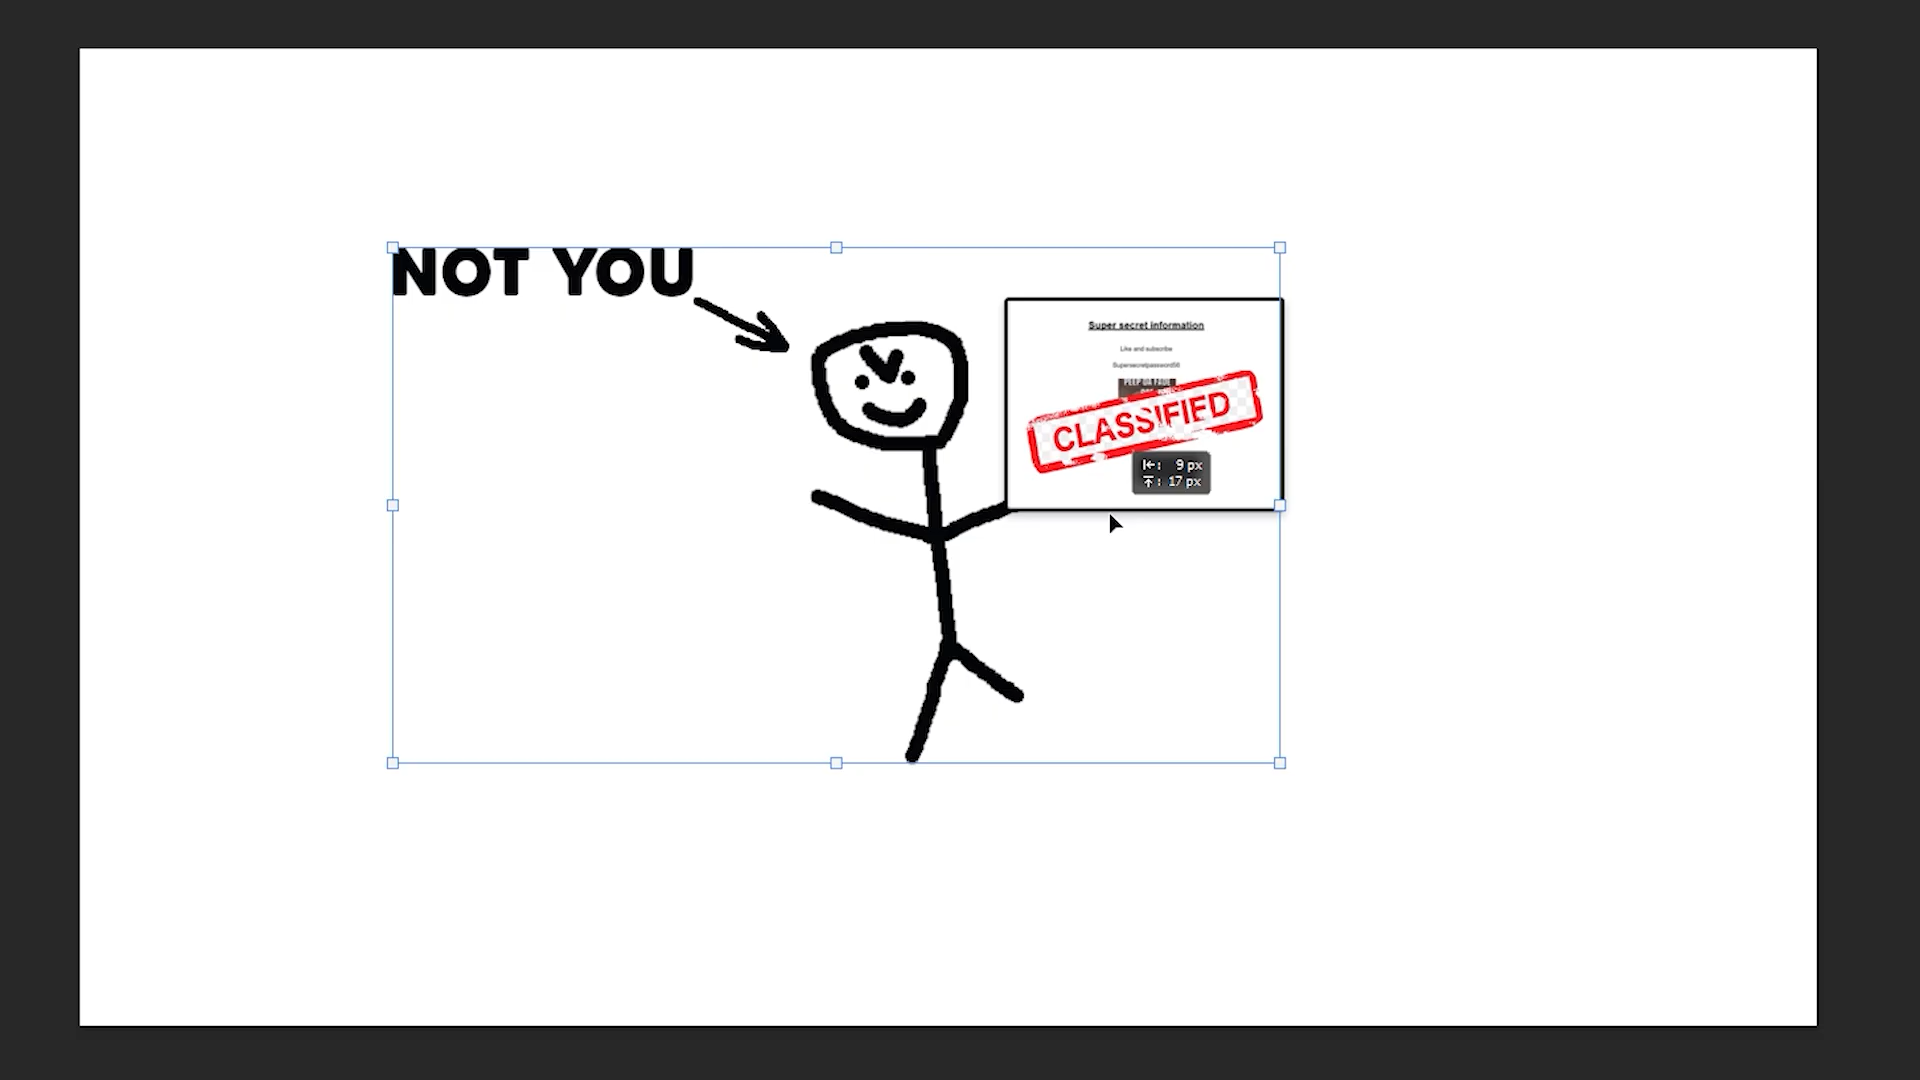 NOT YOU
Super secret information
Like and subscribe
Supersecretpassword56
CLASSIFIED
9 px
17 px